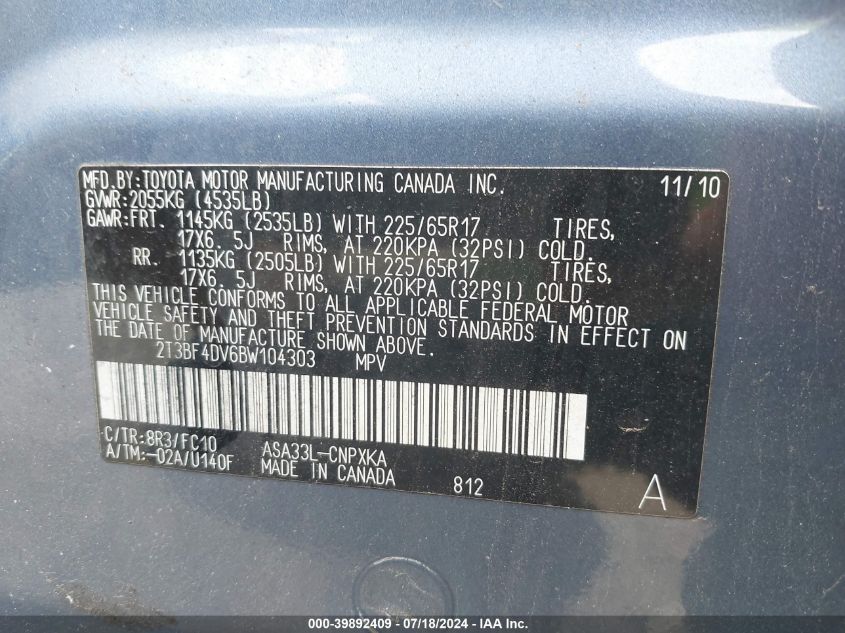 MFD.BY:TOYOTA MOTOR MANUFACTURING CANADA INC. 11/10
GVWR:2055KG (4535LB)
GAWR:FRT. 1145KG (2535LB) WITH 225/65R17 TIRES,
17X6. 5J RIMS, AT 220KPA (32PSI) COLD.
RR. 1135KG (2505LB) WITH 225/65R17 TIRES,
17X6. 5J RIMS, AT 220KPA (32PSI) COLD.
THIS VEHICLE CONFORMS TO ALL APPLICABLE FEDERAL MOTOR
VEHICLE SAFETY AND THEFT PREVENTION STANDARDS IN EFFECT ON
THE DATE OF MANUFACTURE SHOWN ABOVE.
2T3BF4DV6BW104303 MPV
C/TR:8R3/FC10 ASA33L-CNPXKA
A/TM:-02A/U140F MADE IN CANADA 812 A
000-39892409 - 07/18/2024 - IAA Inc.